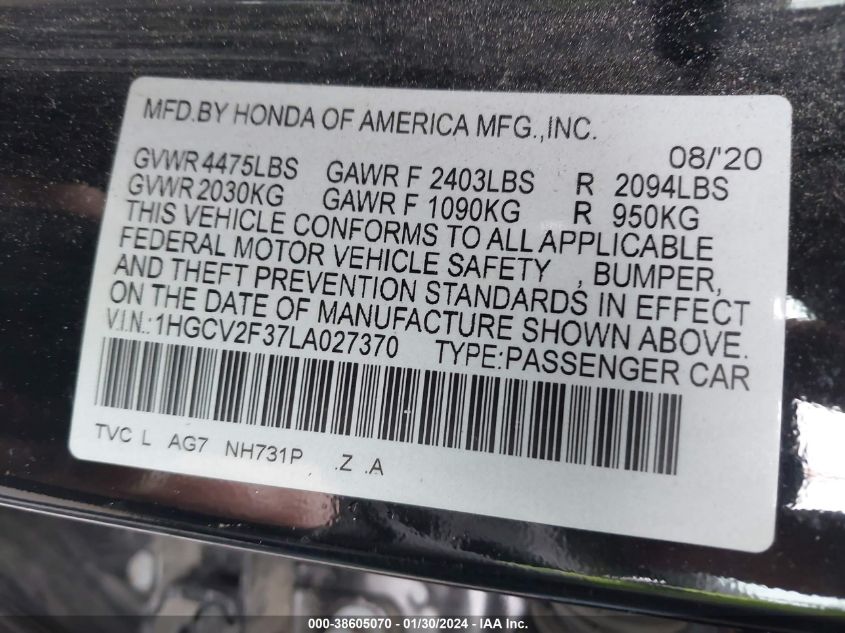 MFD.BY HONDA OF AMERICA MFG.,INC.
08/'20
GVWR 4475LBS GAWR F 2403LBS R 2094LBS
GVWR 2030KG GAWR F 1090KG R 950KG
THIS VEHICLE CONFORMS TO ALL APPLICABLE
FEDERAL MOTOR VEHICLE SAFETY , BUMPER,
AND THEFT PREVENTION STANDARDS IN EFFECT
ON THE DATE OF MANUFACTURE SHOWN ABOVE.
V.I.N.:1HGCV2F37LA027370 TYPE:PASSENGER CAR
TVC L AG7 NH731P .Z .A
000-38605070 - 01/30/2024 - IAA Inc.